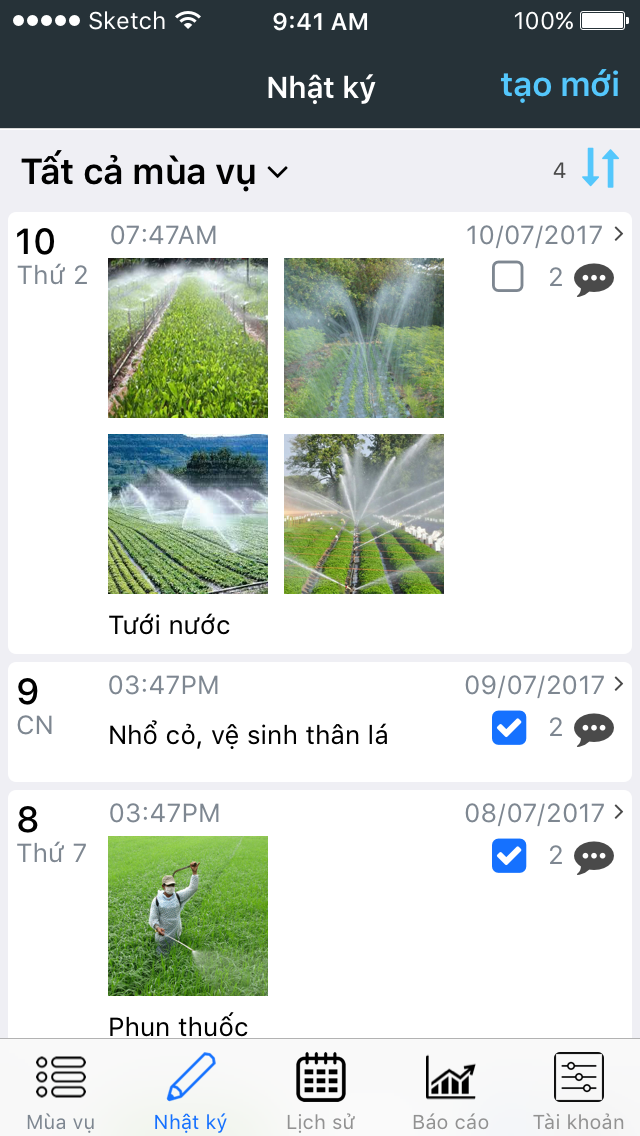 Sketch 9:41 AM 100%
Nhật ký tạo mới
Tất cả mùa vụ 4
10 07:47AM 10/07/2017
Thứ 2 2
Tưới nước
9 03:47PM 09/07/2017
CN Nhổ cỏ, vệ sinh thân lá 2
8 03:47PM 08/07/2017
Thứ 7 2
Phun thuốc
Mùa vụ Nhật ký Lịch sử Báo cáo Tài khoản